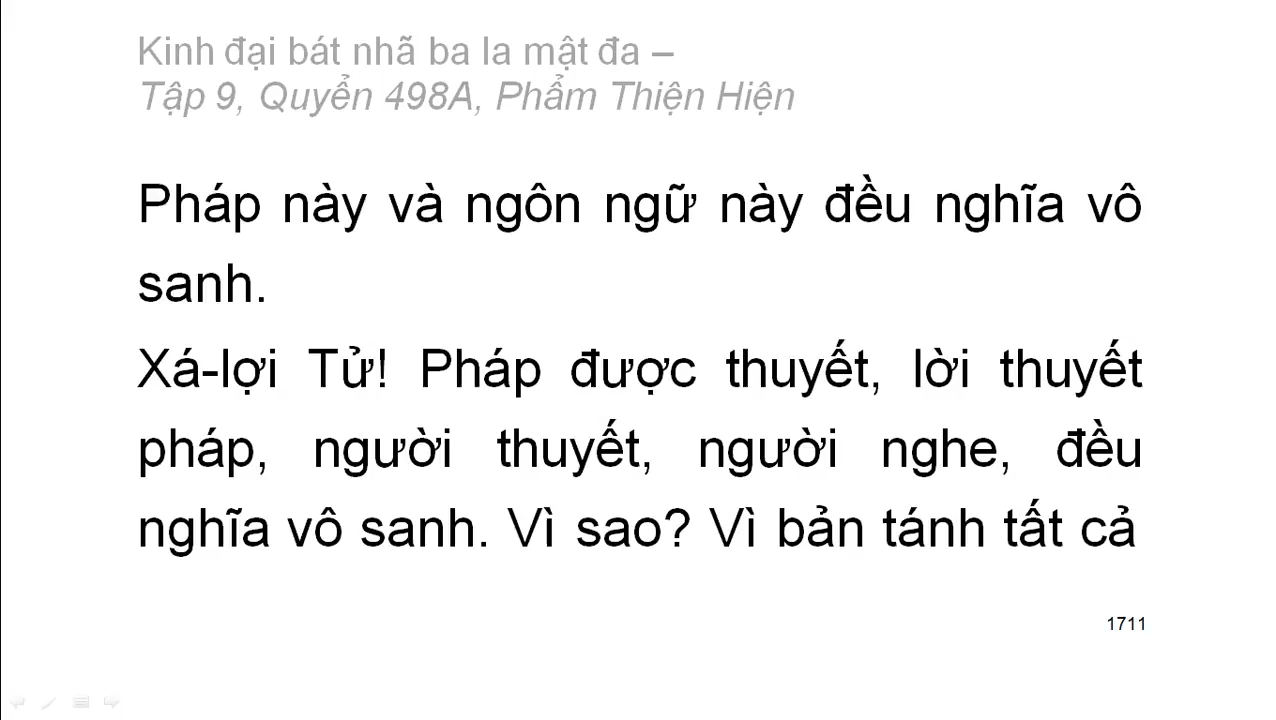 Kinh đại bát nhã ba la mật đa –
Tập 9, Quyển 498A, Phẩm Thiện Hiện
Pháp này và ngôn ngữ này đều nghĩa vô
sanh.
Xá-lợi Tử! Pháp được thuyết, lời thuyết
pháp, người thuyết, người nghe, đều
nghĩa vô sanh. Vì sao? Vì bản tánh tất cả
1711